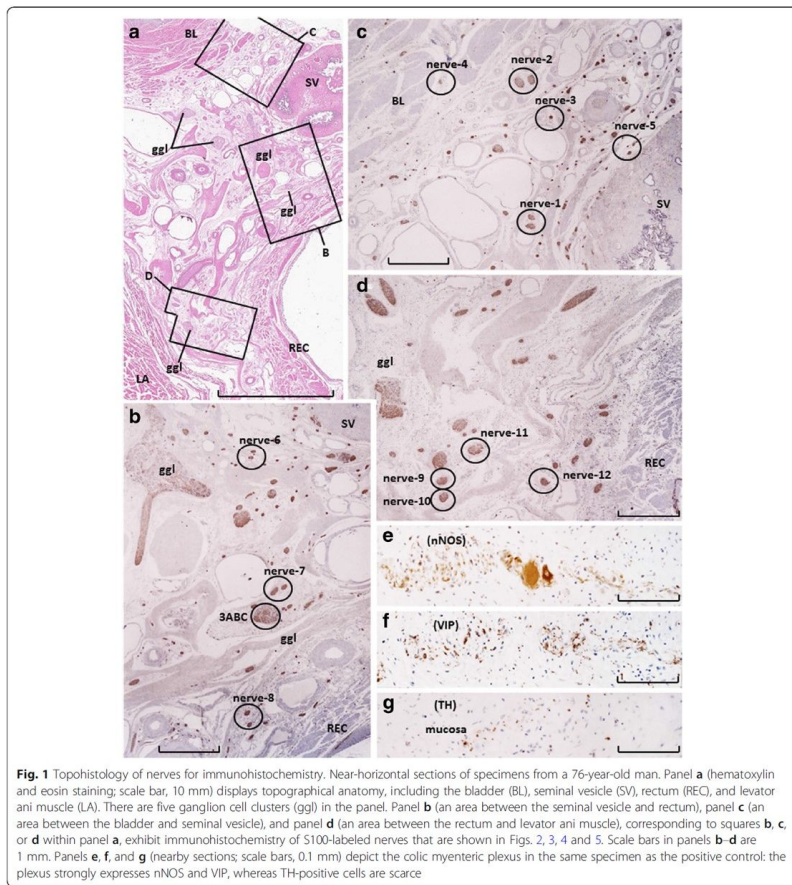 a
BL
C
SV
ggl
ggl
ggl
B
D
REC
ggl
LA
c
nerve-4
nerve-2
BL
nerve-3
nerve-5
nerve-1
SV
b
SV
nerve-6
ggl
nerve-7
3ABC
ggl
nerve-8
REC
d
ggl
nerve-11
nerve-9
nerve-12
REC
nerve-10
e
(nNOS)
f
(VIP)
g
(TH)
mucosa
Fig. 1 Topohistology of nerves for immunohistochemistry. Near-horizontal sections of specimens from a 76-year-old man. Panel a (hematoxylin
and eosin staining; scale bar, 10 mm) displays topographical anatomy, including the bladder (BL), seminal vesicle (SV), rectum (REC), and levator
ani muscle (LA). There are five ganglion cell clusters (ggl) in the panel. Panel b (an area between the seminal vesicle and rectum), panel c (an
area between the bladder and seminal vesicle), and panel d (an area between the rectum and levator ani muscle), corresponding to squares b, c,
or d within panel a, exhibit immunohistochemistry of S100-labeled nerves that are shown in Figs. 2, 3, 4 and 5. Scale bars in panels b–d are
1 mm. Panels e, f, and g (nearby sections; scale bars, 0.1 mm) depict the colic myenteric plexus in the same specimen as the positive control: the
plexus strongly expresses nNOS and VIP, whereas TH-positive cells are scarce